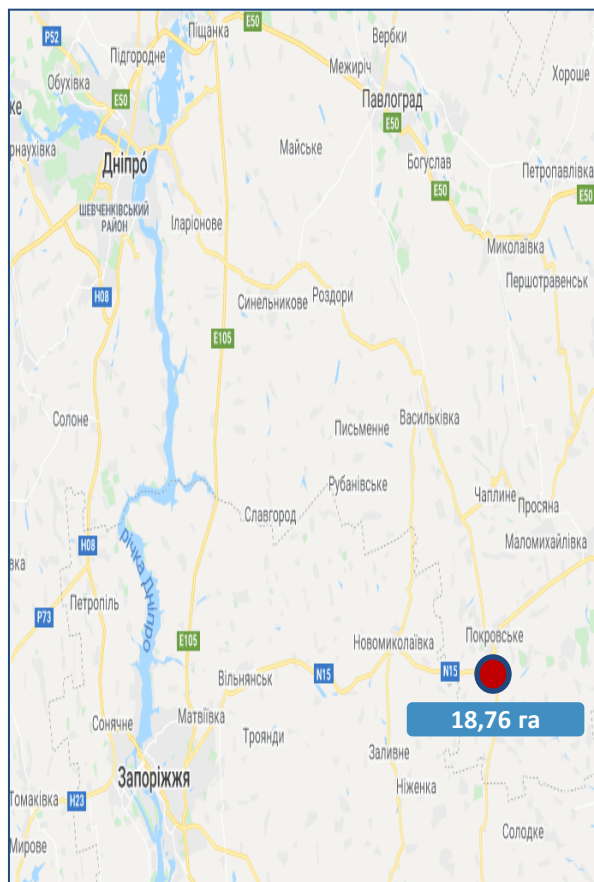 Піщанка
E50
P52
Вербки
Підгородне
Межиріч
Хороше
Обухівка
E50
Павлоград
ке
E50
рнаухівка
Майське
Богуслав
Дніпро́
Петропавлівка
E50
E50
ШЕВЧЕНКІВСЬКИЙ
РАЙОН
Іларіонове
Миколаївка
Першотравенськ
H08
Синельникове
Роздори
E105
Солоне
Васильківка
Письменне
Рубанівське
Чаплине
Просяна
Славгород
Маломихайлівка
H08
річка Дніпро
вка
Петропіль
P73
E105
Новомиколаївка
Покровське
Вільнянськ
N15
N15
18,76 га
Сонячне
Матвіївка
Троянди
Заливне
Запоріжжя
Ніженка
Томаківка
H23
Солодке
Мирове